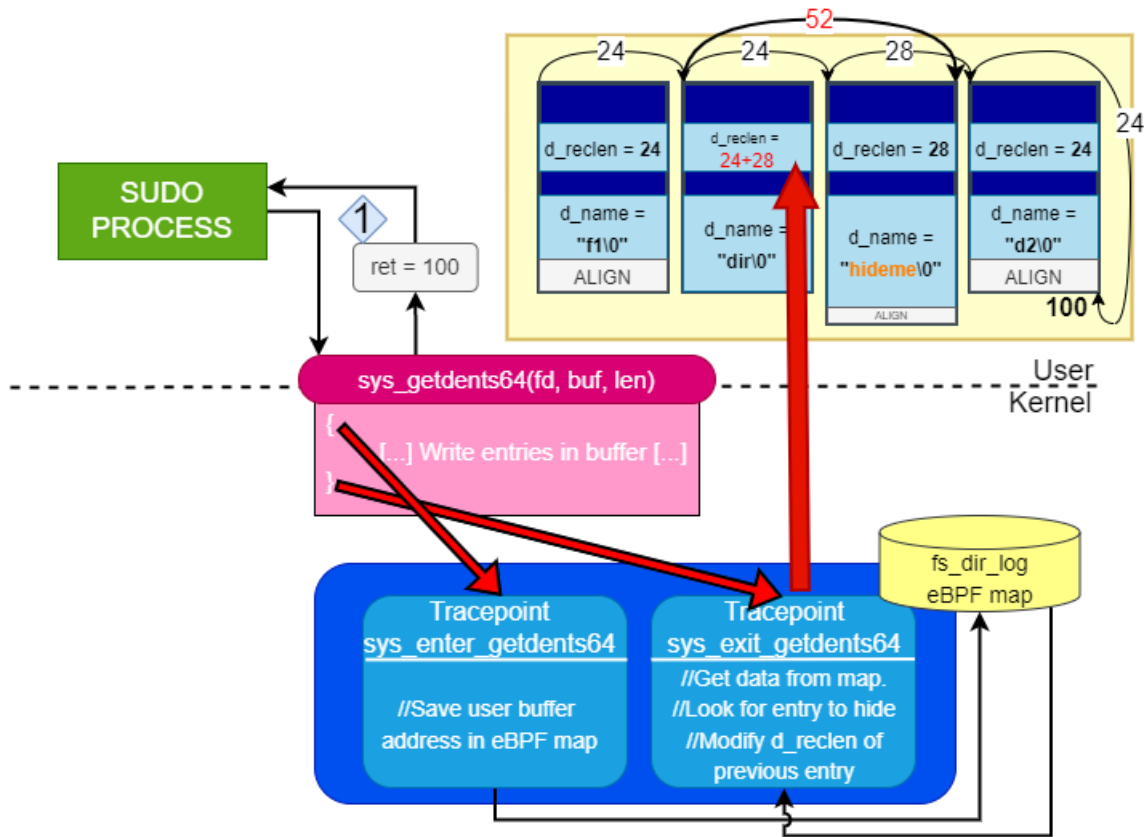 52
24
24
28
24
d_reclen = 24
d_reclen =
24+28
d_reclen = 28
d_reclen = 24
d_name =
"f1\0"
ALIGN
d_name =
"dir\0"
d_name =
"hideme\0"
ALIGN
d_name =
"d2\0"
ALIGN
100
SUDO
PROCESS
1
ret = 100
sys_getdents64(fd, buf, len)
User
Kernel
{
[...] Write entries in buffer [...]
}
fs_dir_log
eBPF map
Tracepoint
sys_enter_getdents64
//Save user buffer
address in eBPF map
Tracepoint
sys_exit_getdents64
//Get data from map.
//Look for entry to hide
//Modify d_reclen of
previous entry